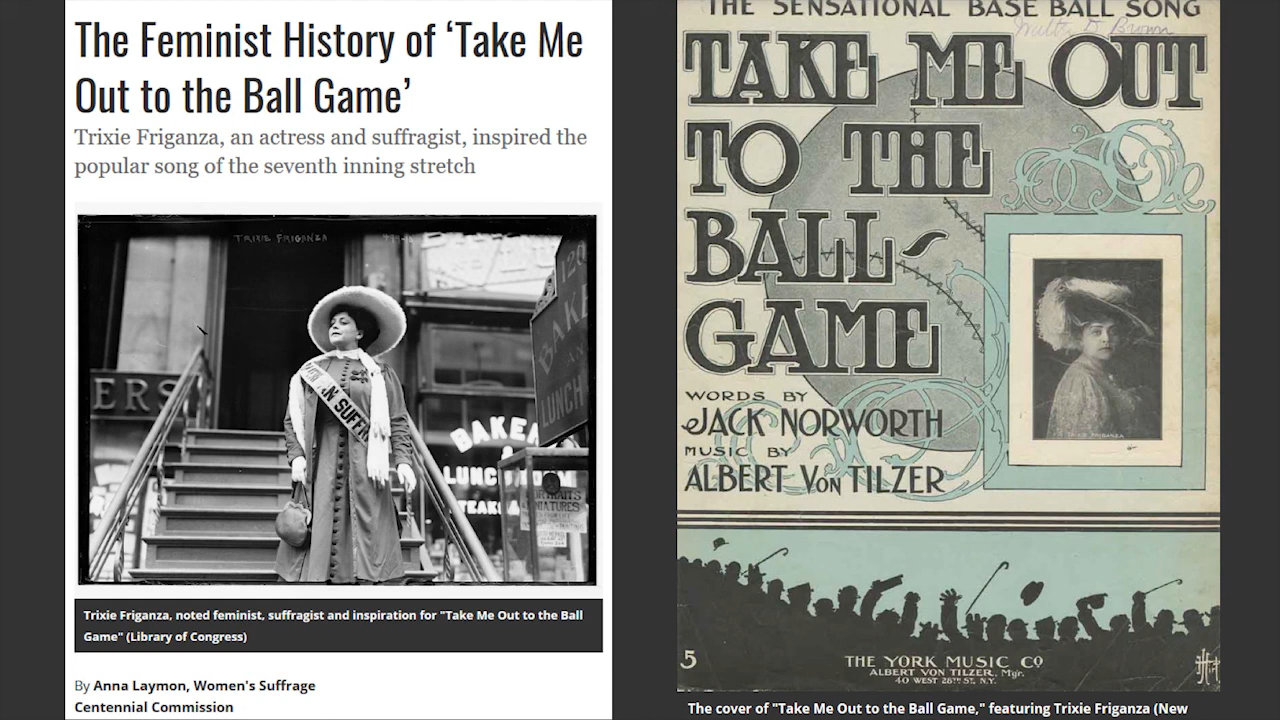 The Feminist History of ‘Take Me
Out to the Ball Game’
Trixie Friganza, an actress and suffragist, inspired the
popular song of the seventh inning stretch
TRIXIE FRIGANZA
ERS
BAKE
LUNCH
120
BAKE
LUNCH
Trixie Friganza, noted feminist, suffragist and inspiration for "Take Me Out to the Ball
Game" (Library of Congress)
By Anna Laymon, Women's Suffrage
Centennial Commission
THE SENSATIONAL BASE BALL SONG
TAKE ME OUT
TO THE
BALL-
GAME
WORDS BY
JACK NORWORTH
MUSIC BY
ALBERT VON TILZER
5
THE YORK MUSIC CO
ALBERT VON TILZER, Mgr.
40 WEST 28TH ST. N.Y.
The cover of "Take Me Out to the Ball Game," featuring Trixie Friganza (New